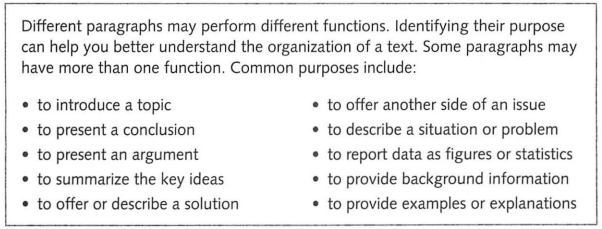 Different paragraphs may perform different functions. Identifying their purpose
can help you better understand the organization of a text. Some paragraphs may
have more than one function. Common purposes include:
• to introduce a topic
• to present a conclusion
• to present an argument
• to summarize the key ideas
• to offer or describe a solution
• to offer another side of an issue
• to describe a situation or problem
• to report data as figures or statistics
• to provide background information
• to provide examples or explanations